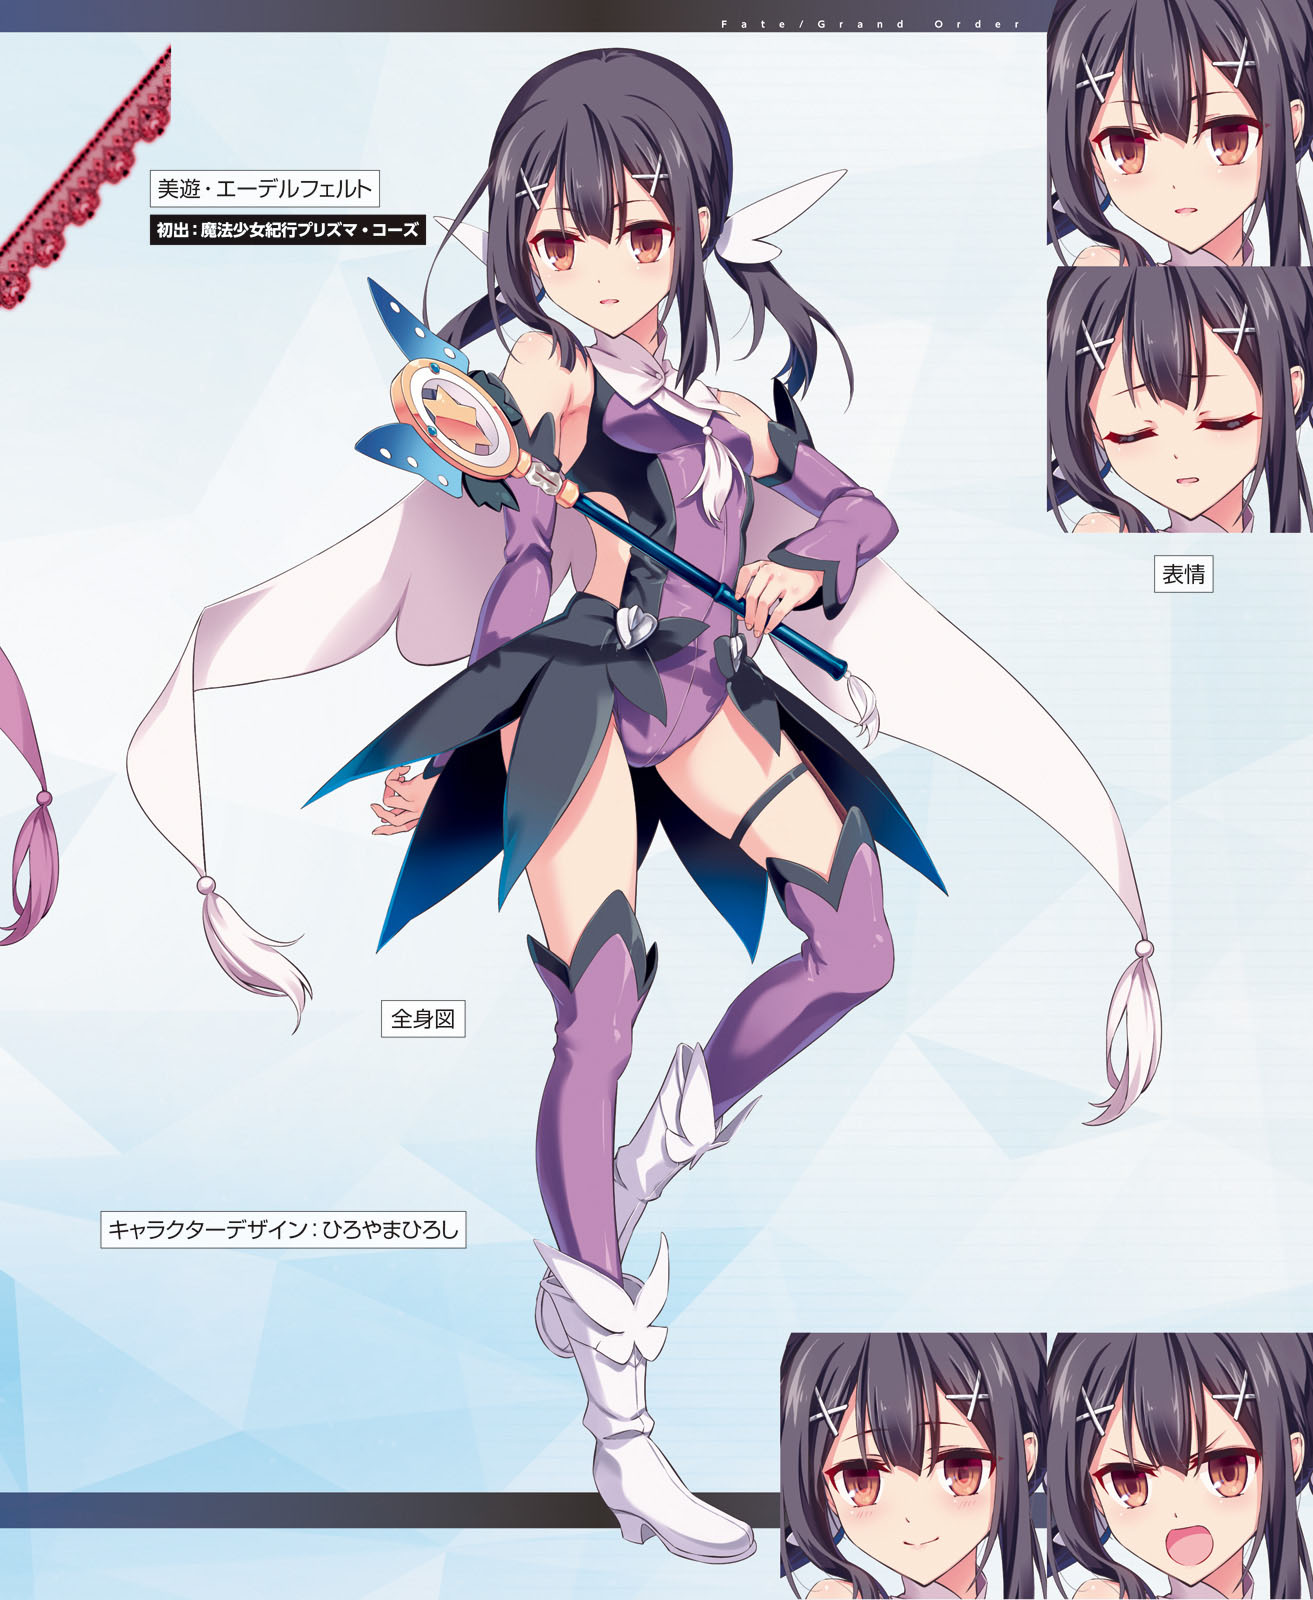 Fate/Grand Order
美遊・エーデルフェルト
初出：魔法少女紀行プリズマ・コーズ
表情
全身図
キャラクターデザイン：ひろやまひろし